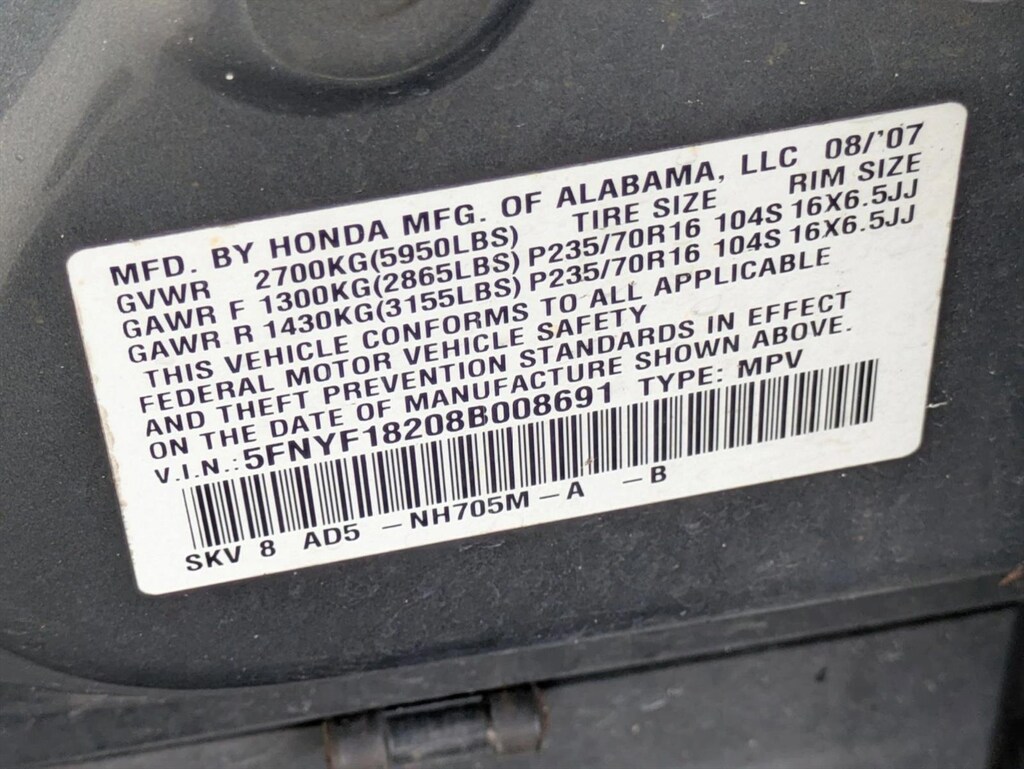 MFD. BY HONDA MFG. OF ALABAMA, LLC 08/'07
GVWR 2700KG(5950LBS) TIRE SIZE RIM SIZE
GAWR F 1300KG(2865LBS) P235/70R16 104S 16X6.5JJ
GAWR R 1430KG(3155LBS) P235/70R16 104S 16X6.5JJ
THIS VEHICLE CONFORMS TO ALL APPLICABLE
FEDERAL MOTOR VEHICLE SAFETY
AND THEFT PREVENTION STANDARDS IN EFFECT
ON THE DATE OF MANUFACTURE SHOWN ABOVE.
V.I.N.: 5FNYF18208B008691 TYPE: MPV
SKV 8 AD5 -NH705M-A -B